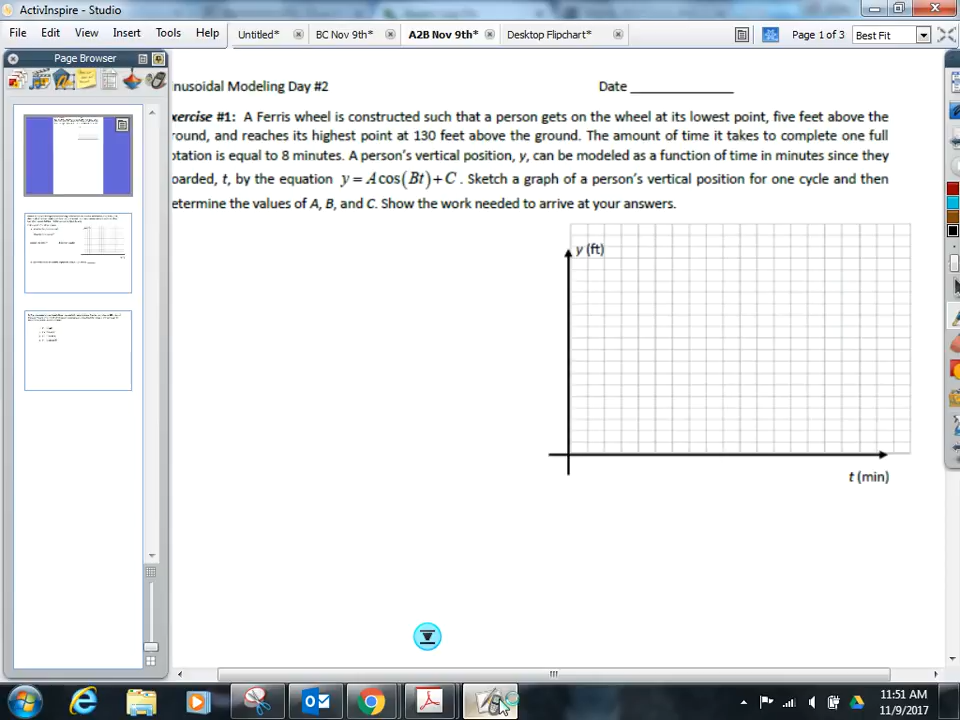 ActivInspire - Studio
File Edit View Insert Tools Help
Untitled* BC Nov 9th* A2B Nov 9th* Desktop Flipchart*
Page 1 of 3 Best Fit
Page Browser
nusoidal Modeling Day #2 Date
xercise #1: A Ferris wheel is constructed such that a person gets on the wheel at its lowest point, five feet above the
round, and reaches its highest point at 130 feet above the ground. The amount of time it takes to complete one full
otation is equal to 8 minutes. A person's vertical position, y, can be modeled as a function of time in minutes since they
oarded, t, by the equation y = A cos(Bt)+C. Sketch a graph of a person's vertical position for one cycle and then
etermine the values of A, B, and C. Show the work needed to arrive at your answers.
y (ft)
t (min)
11:51 AM
11/9/2017